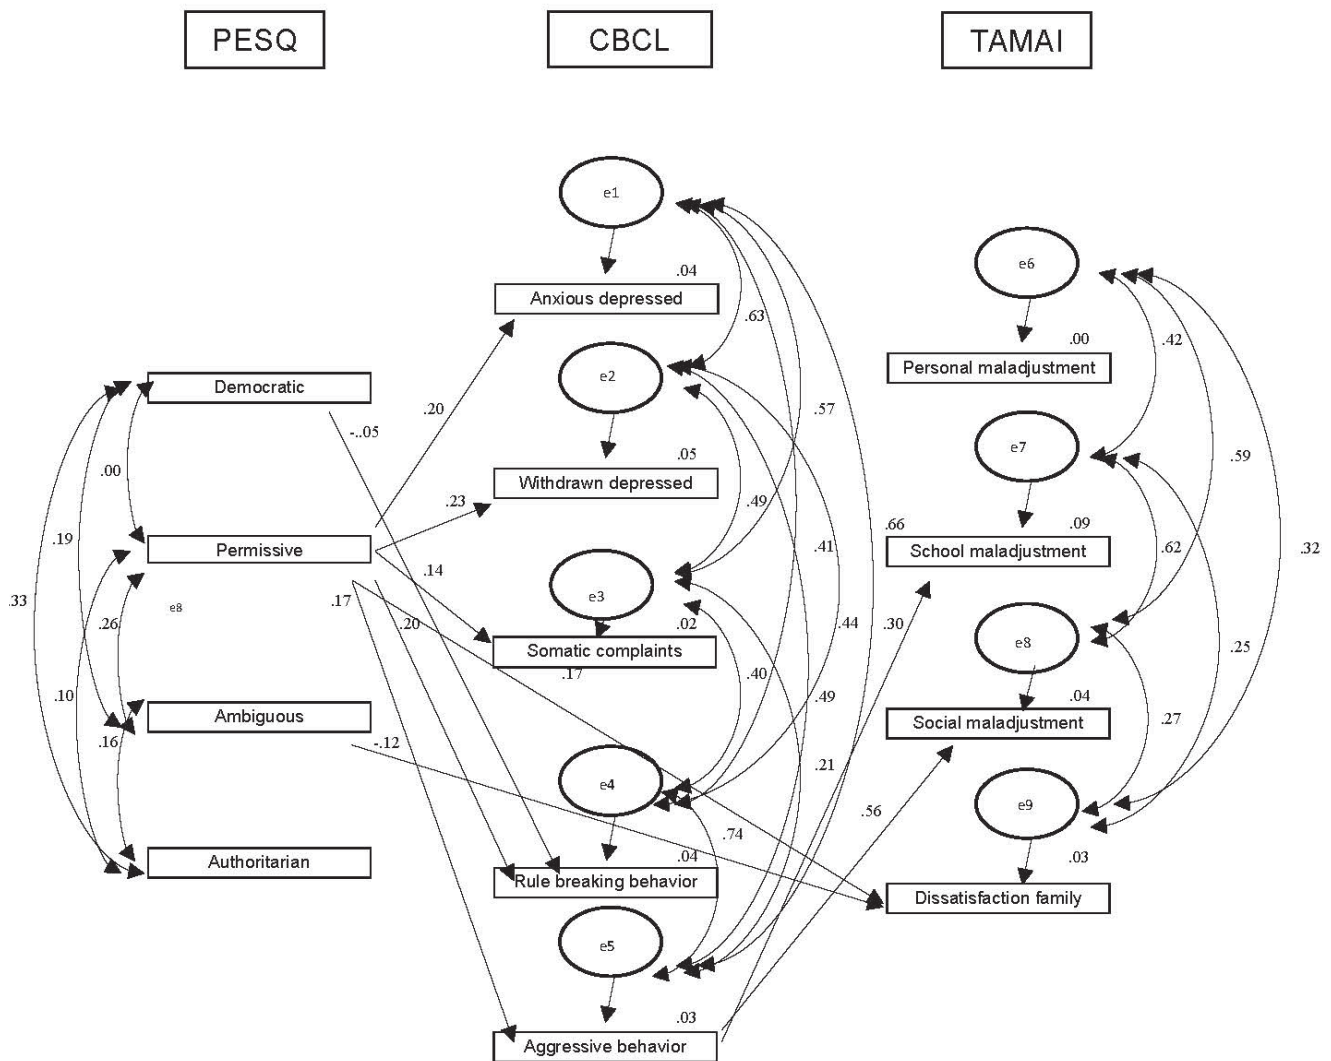 PESQ
CBCL
TAMAI
e1
.04
Anxious depressed
e6
.63
.00
.42
Personal maladjustment
e2
Democratic
.20
.57
-..05
e7
.05
.59
.00
Withdrawn depressed
.23
.49
.66
.09
.19
Permissive
.41
School maladjustment
.62
.32
.14
.33
e8
.17
e3
.26
.20
.02
.44
.30
Somatic complaints
e8
.25
.17
.40
.10
.49
.04
Ambiguous
Social maladjustment
.27
.16
-.12
.21
e4
e9
.56
.74
Authoritarian
.04
.03
Rule breaking behavior
Dissatisfaction family
e5
.03
Aggressive behavior